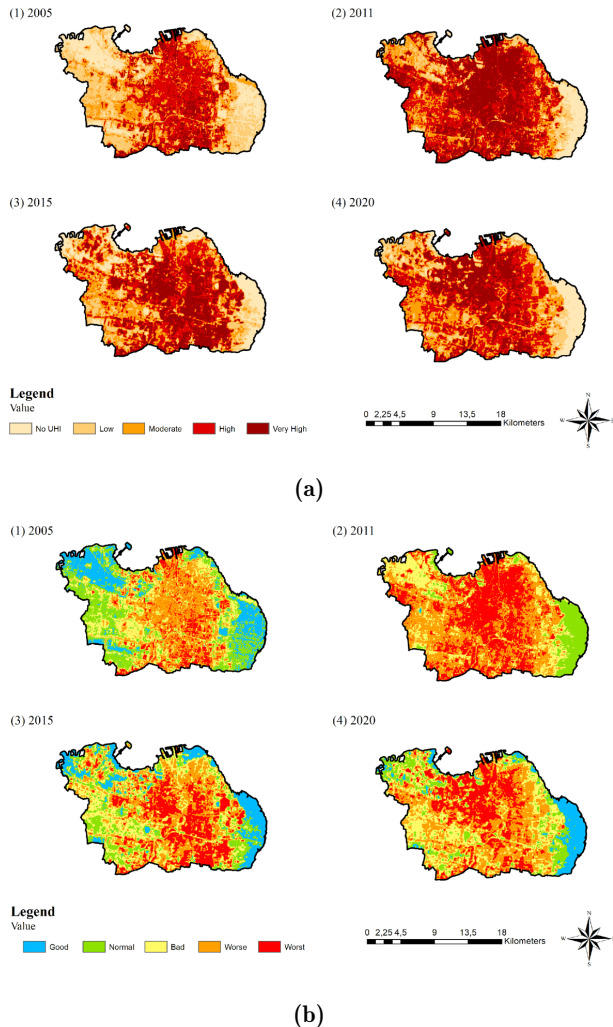 (1) 2005
(2) 2011
(3) 2015
(4) 2020
Legend
Value
No UHI Low Moderate High Very High
0 2,25 4,5 9 13,5 18
Kilometers
N
W E
S
(a)
(1) 2005
(2) 2011
(3) 2015
(4) 2020
Legend
Value
Good Normal Bad Worse Worst
0 2,25 4,5 9 13,5 18
Kilometers
N
W E
S
(b)